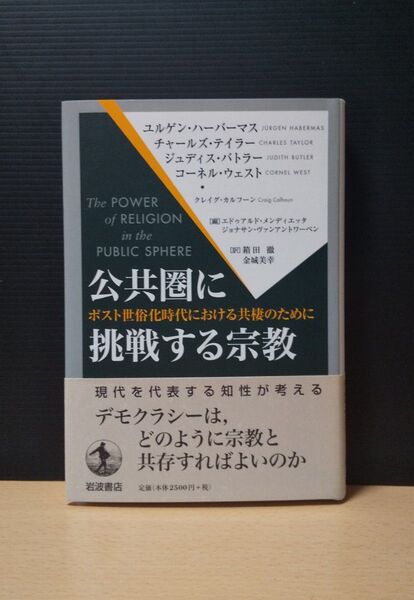 ユルゲン・ハーバーマス JÜRGEN HABERMAS
チャールズ・テイラー CHARLES TAYLOR
ジュディス・バトラー JUDITH BUTLER
コーネル・ウェスト CORNEL WEST
•
クレイグ・カルフーン Craig Calhoun
[編]エドゥアルド・メンディエッタ
ジョナサン・ヴァンアントワーペン
[訳]箱田 徹
金城美幸
The POWER
of RELIGION
in the
PUBLIC SPHERE
公共圏に
ポスト世俗化時代における共棲のために
挑戦する宗教
現代を代表する知性が考える
デモクラシーは,
どのように宗教と
共存すればよいのか
岩波書店
定価(本体2500円+税)